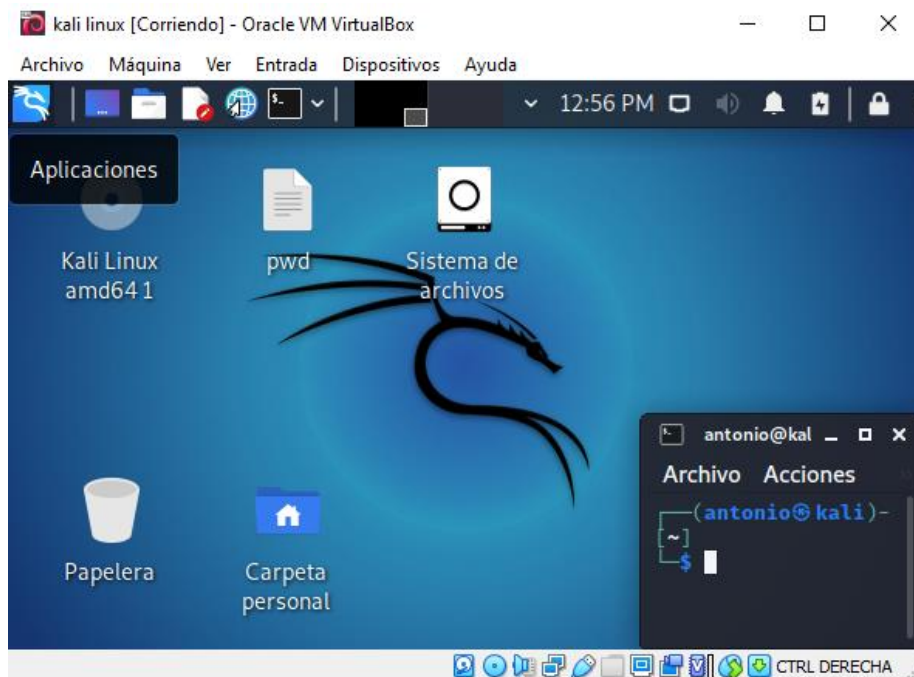 kali linux [Corriendo] - Oracle VM VirtualBox
Archivo Máquina Ver Entrada Dispositivos Ayuda
12:56 PM
Aplicaciones
Kali Linux
amd64 1
pwd
Sistema de
archivos
antonio@kal
Archivo Acciones
(antonio㉿kali)-
[~]
$
Papelera
Carpeta
personal
CTRL DERECHA